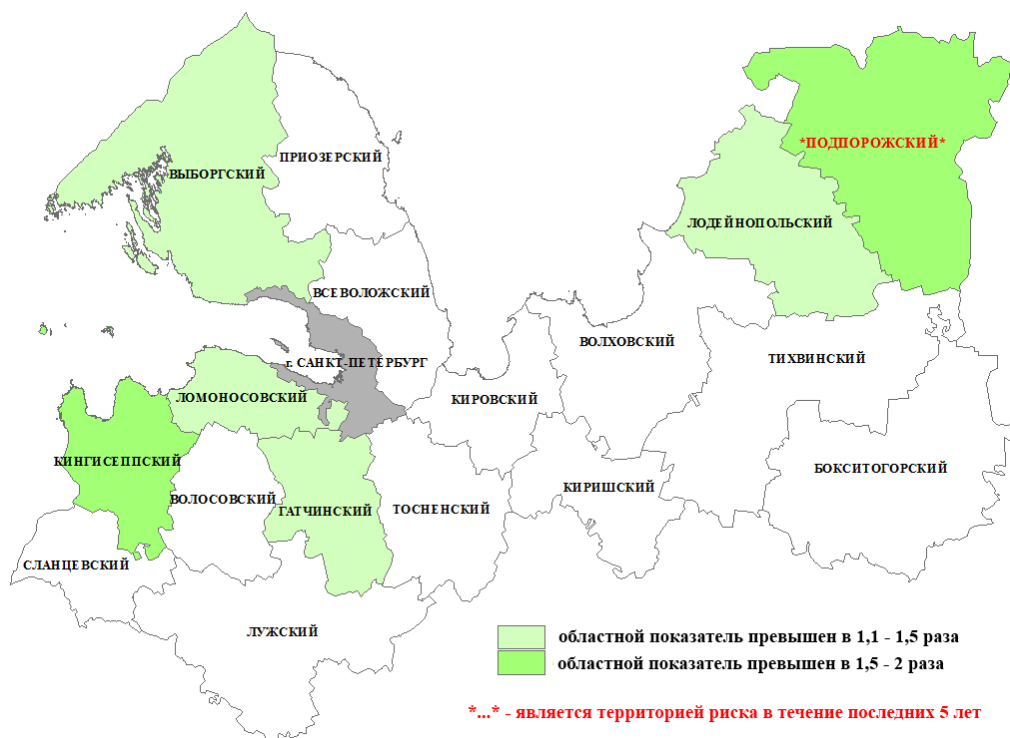 *ПОДПОРОЖСКИЙ*
ПРИОЗЕРСКИЙ
ВЫБОРГСКИЙ
ЛОДЕЙНОПОЛЬСКИЙ
ВСЕВОЛОЖСКИЙ
ВОЛХОВСКИЙ
г. САНКТ-ПЕТЕРБУРГ
ТИХВИНСКИЙ
ЛОМОНОСОВСКИЙ
КИРОВСКИЙ
КИНГИСЕППСКИЙ
БОКСИТОГОРСКИЙ
ВОЛОСОВСКИЙ
КИРИШСКИЙ
ГАТЧИНСКИЙ
ТОСНЕНСКИЙ
СЛАНЦЕВСКИЙ
ЛУЖСКИЙ
областной показатель превышен в 1,1 - 1,5 раза
областной показатель превышен в 1,5 - 2 раза
*...* - является территорией риска в течение последних 5 лет